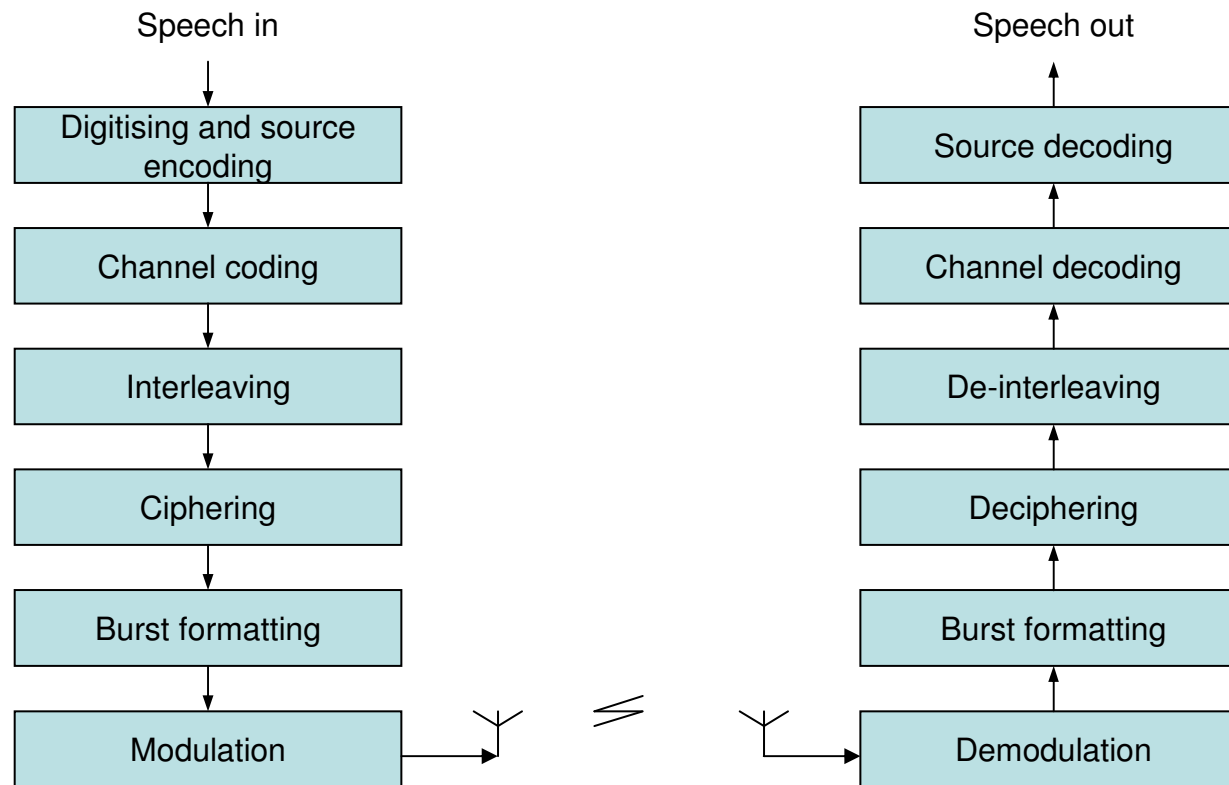 Speech in
Digitising and source
encoding
Channel coding
Interleaving
Ciphering
Burst formatting
Modulation
Speech out
Source decoding
Channel decoding
De-interleaving
Deciphering
Burst formatting
Demodulation